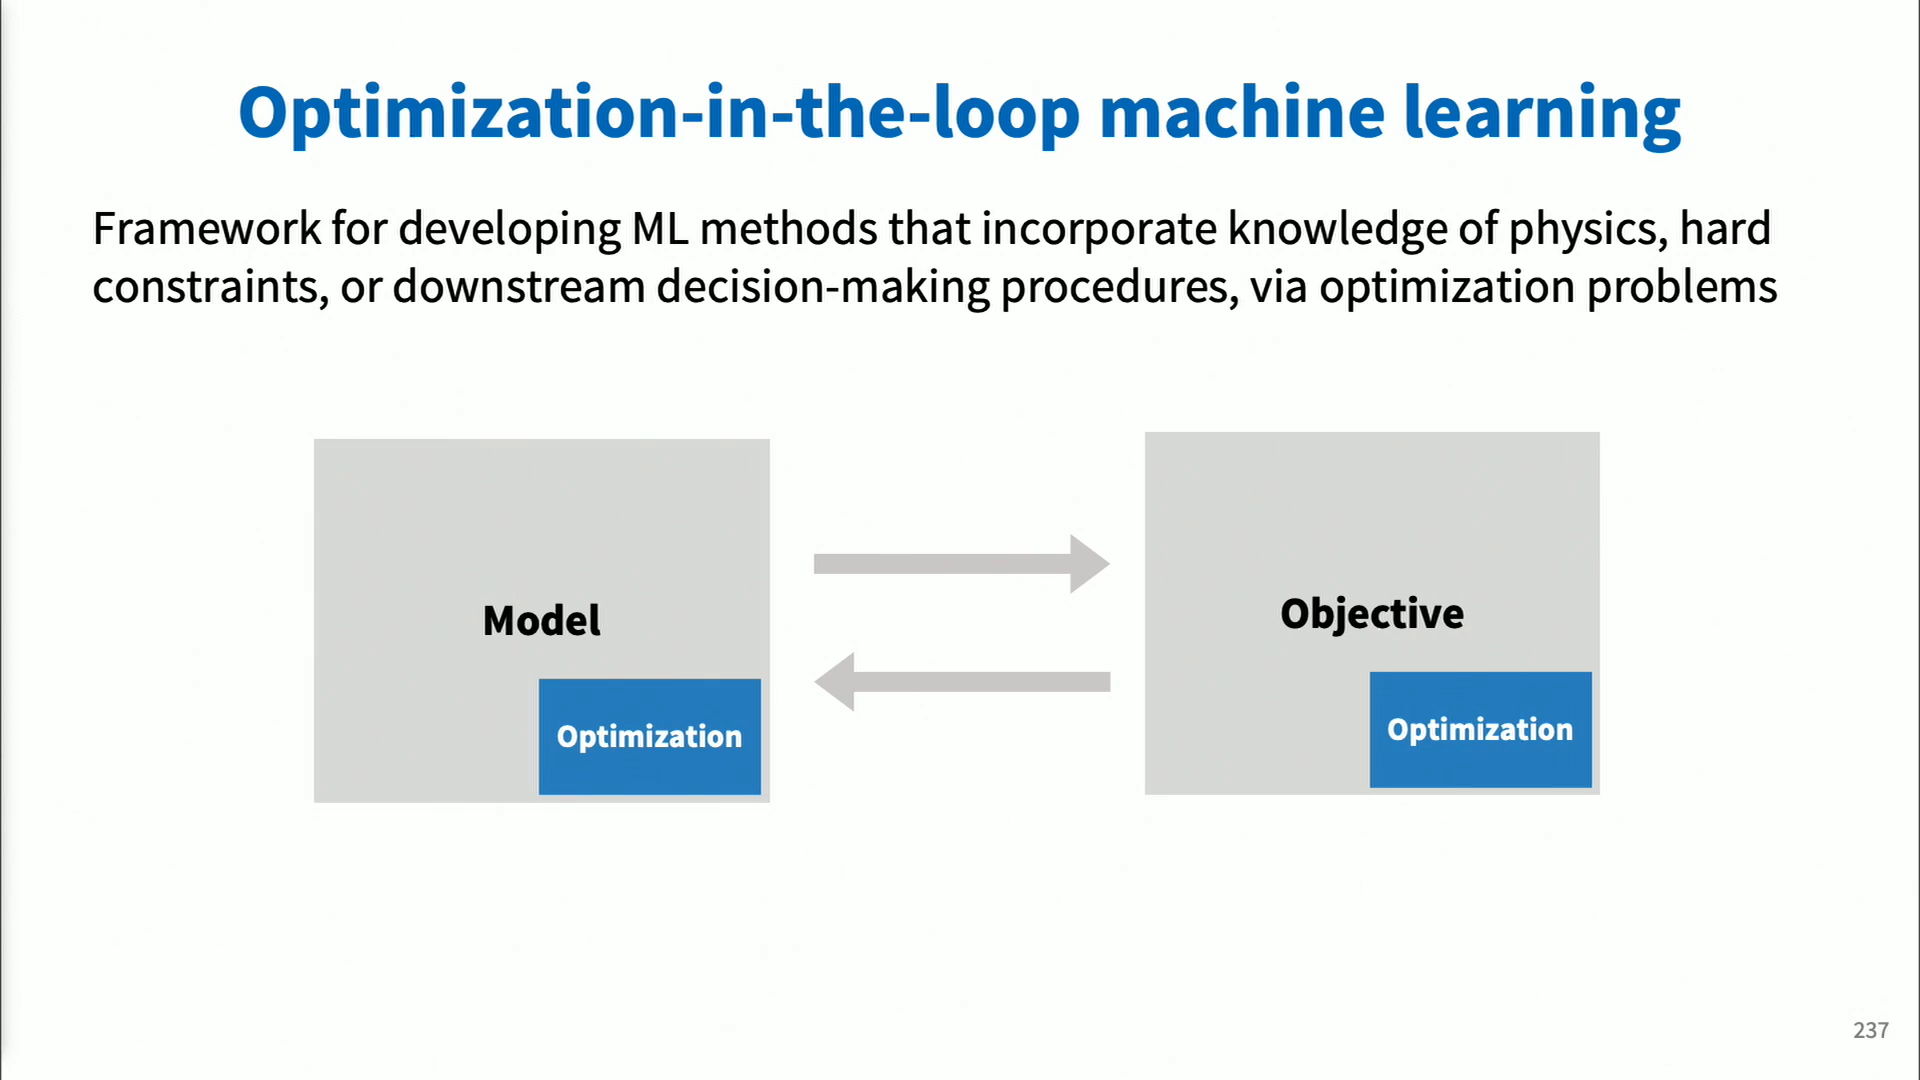 Optimization-in-the-loop machine learning
Framework for developing ML methods that incorporate knowledge of physics, hard
constraints, or downstream decision-making procedures, via optimization problems
Model
Optimization
Objective
Optimization
237